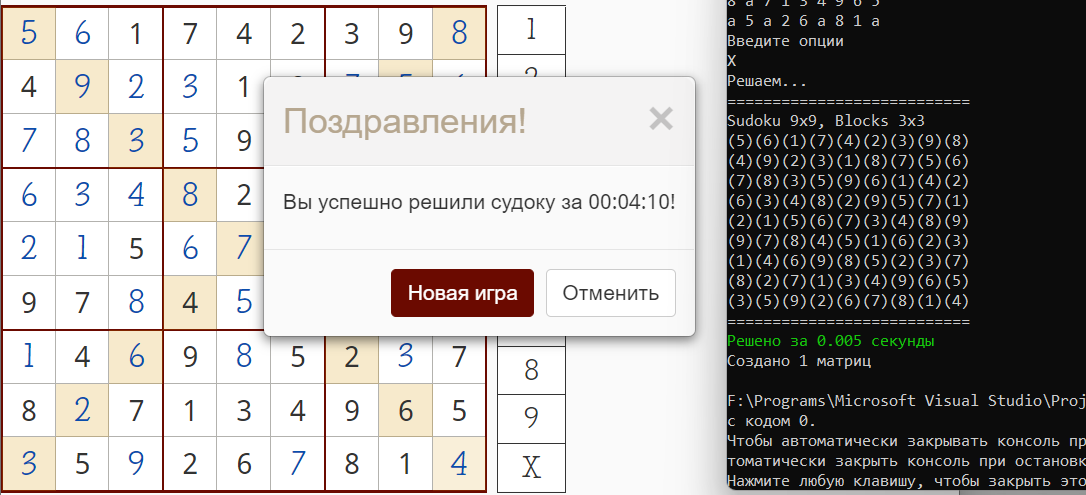 5 6 1 7 4 2 3 9 8
4 9 2 3 1
7 8 3 5 9
6 3 4 8 2
2 1 5 6 7
9 7 8 4 5
1 4 6 9 8 5 2 3 7
8 2 7 1 3 4 9 6 5
3 5 9 2 6 7 8 1 4
1
8
9
X
Поздравления!
×
Вы успешно решили судоку за 00:04:10!
Новая игра
Отменить
8 a 7 1 3 4 9 6 5
a 5 a 2 6 a 8 1 a
Введите опции
X
Решаем...
===========================
Sudoku 9x9, Blocks 3x3
(5)(6)(1)(7)(4)(2)(3)(9)(8)
(4)(9)(2)(3)(1)(8)(7)(5)(6)
(7)(8)(3)(5)(9)(6)(1)(4)(2)
(6)(3)(4)(8)(2)(9)(5)(7)(1)
(2)(1)(5)(6)(7)(3)(4)(8)(9)
(9)(7)(8)(4)(5)(1)(6)(2)(3)
(1)(4)(6)(9)(8)(5)(2)(3)(7)
(8)(2)(7)(1)(3)(4)(9)(6)(5)
(3)(5)(9)(2)(6)(7)(8)(1)(4)
===========================
Решено за 0.005 секунды
Создано 1 матриц
F:\Programs\Microsoft Visual Studio\Proj
с кодом 0.
Чтобы автоматически закрывать консоль пр
томатически закрыть консоль при остановк
Нажмите любую клавишу, чтобы закрыть это